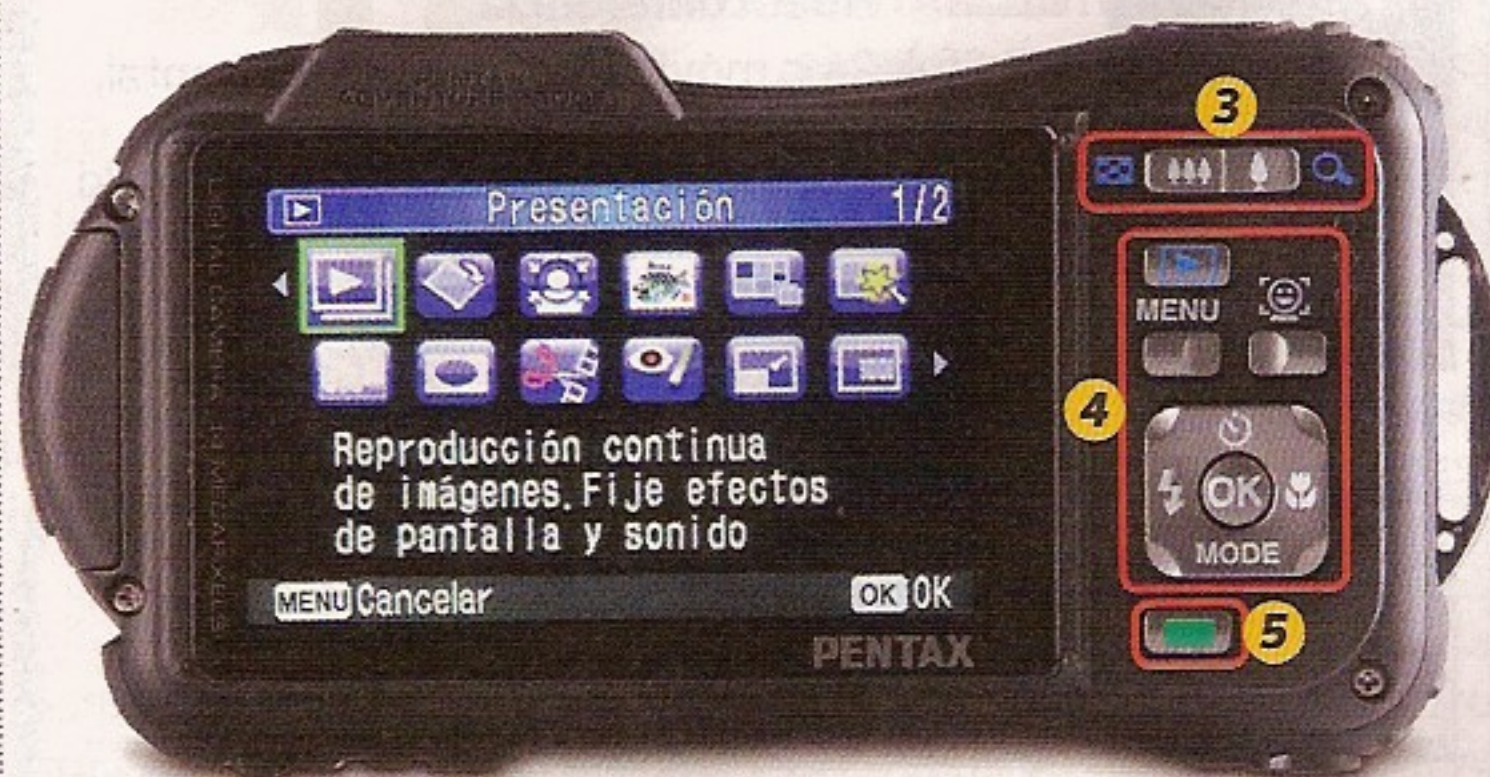 3
Presentación 1/2
MENU
4
Reproducción continua
de imágenes.Fije efectos
de pantalla y sonido
OK
MODE
MENU Cancelar OK OK
5
PENTAX